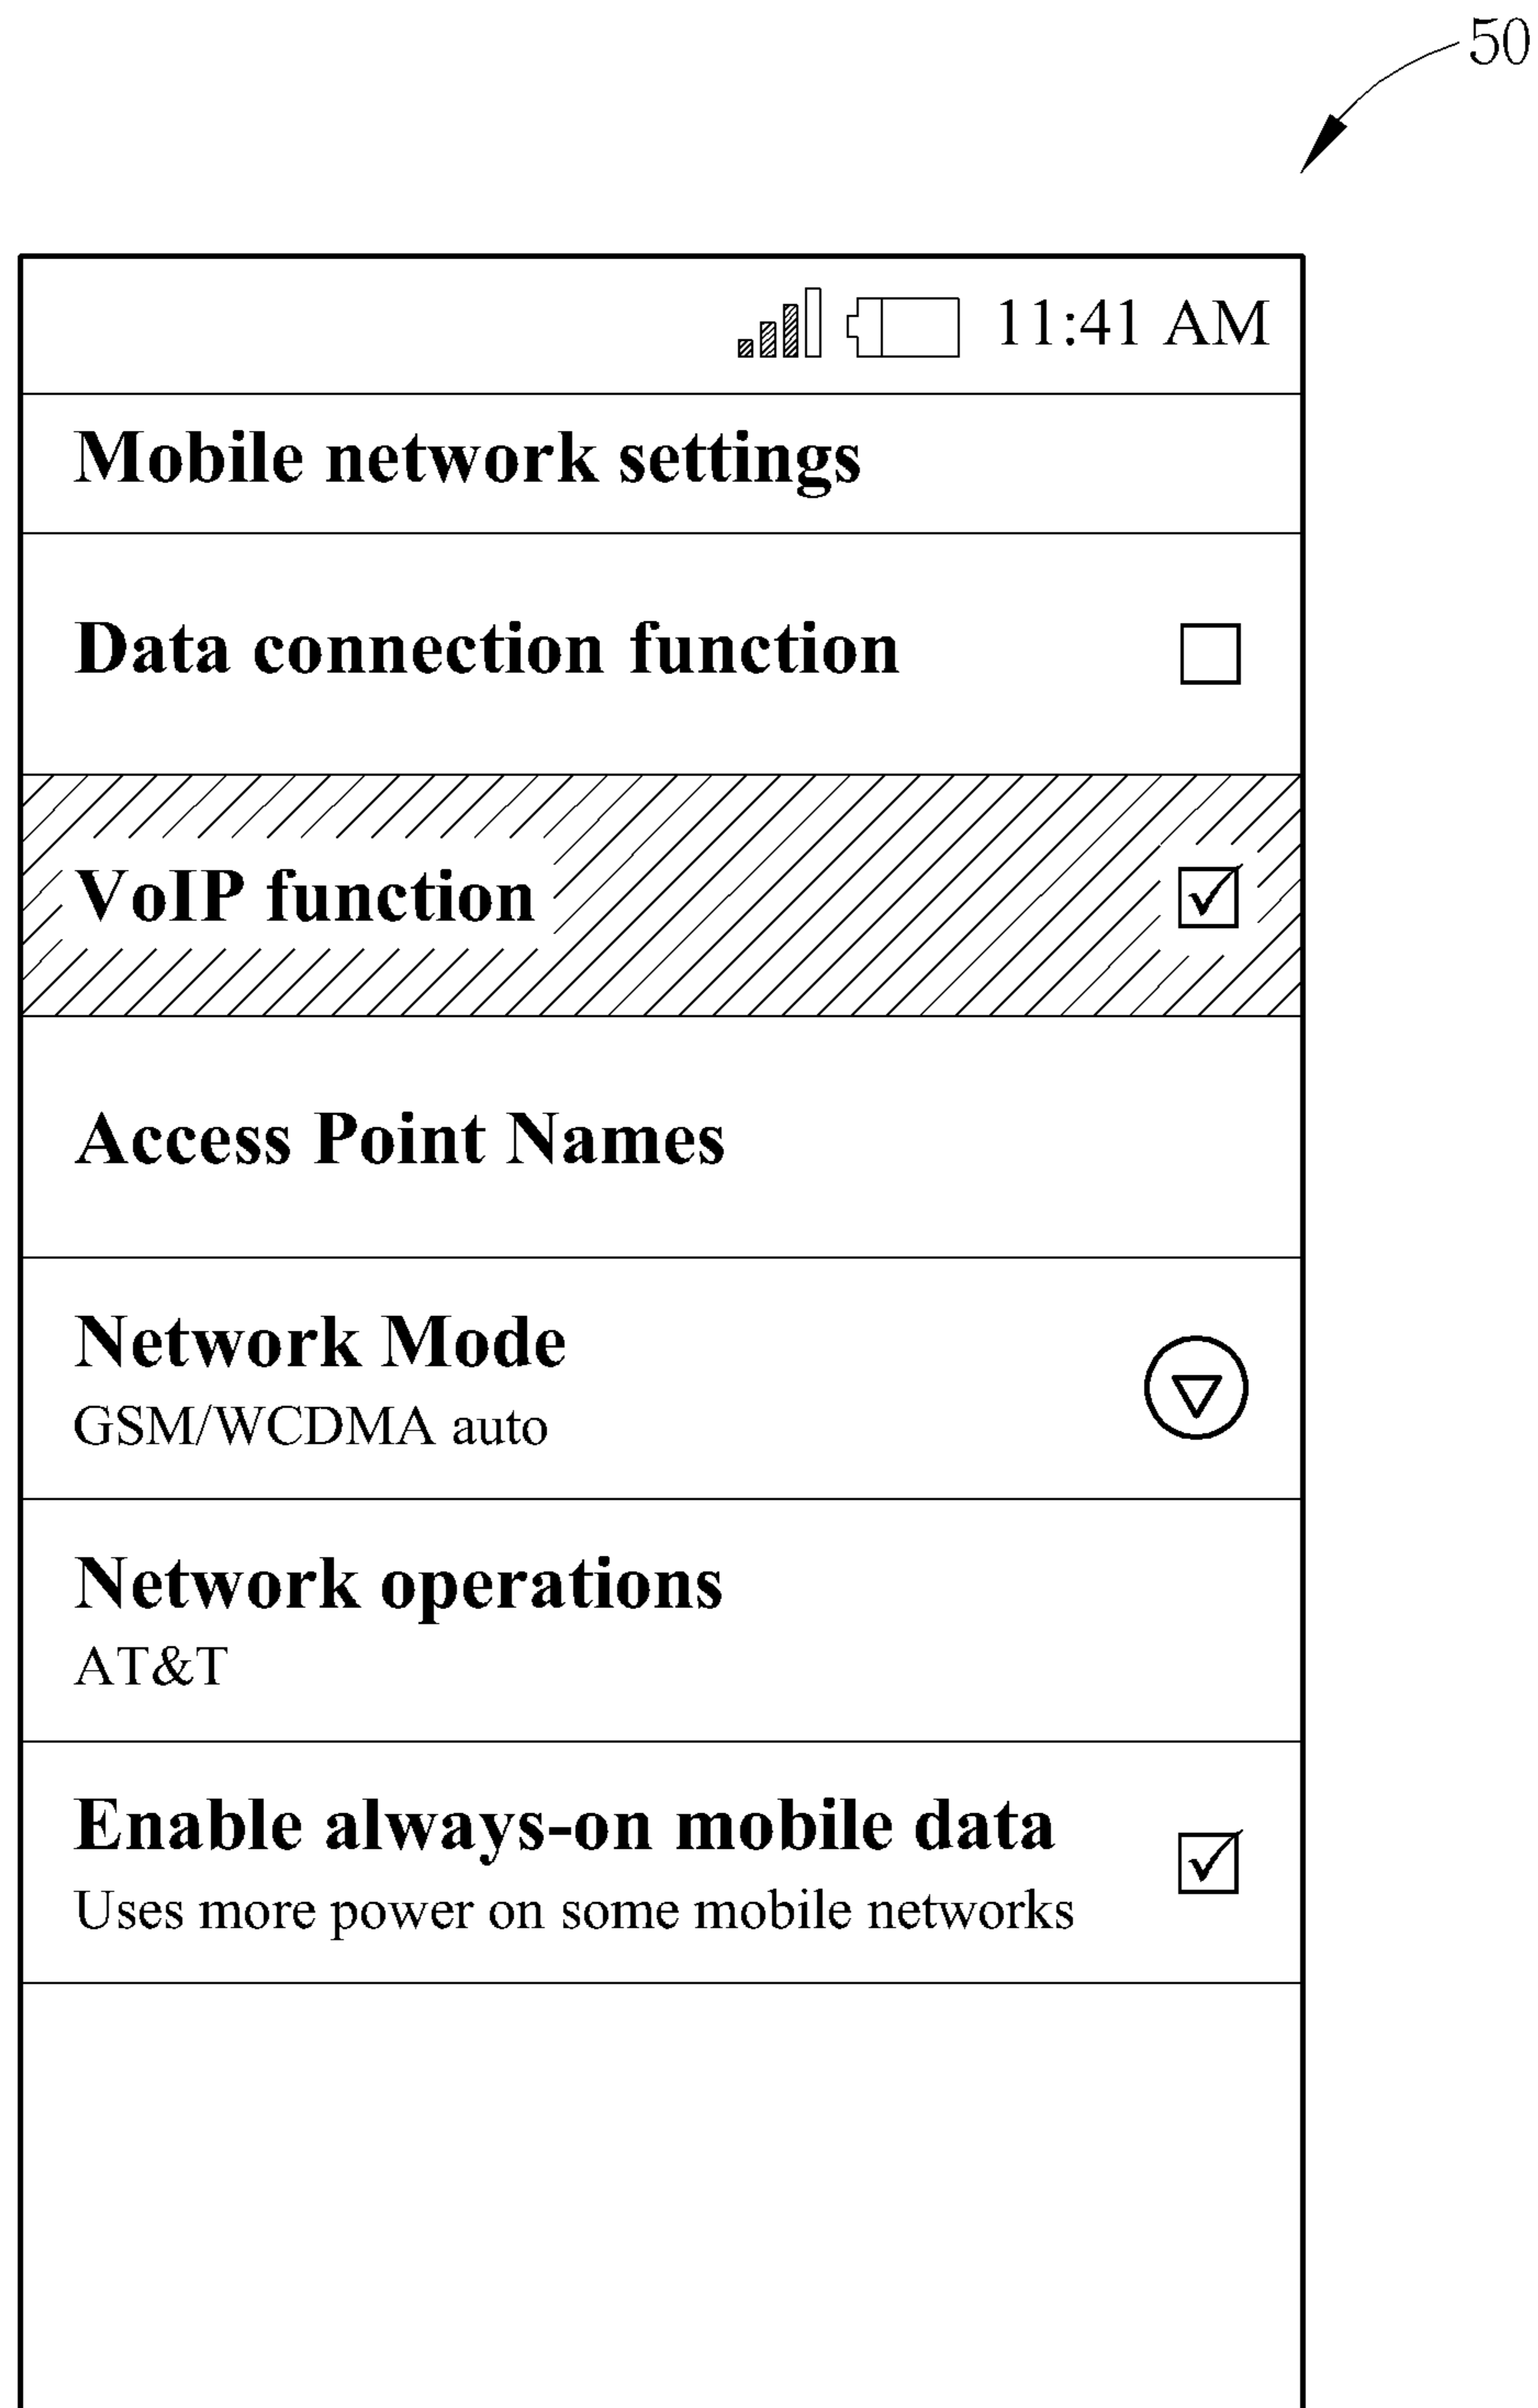 50
11:41 AM
Mobile network settings
Data connection function
VoIP function
Access Point Names
Network Mode
GSM/WCDMA auto
Network operations
AT&T
Enable always-on mobile data
Uses more power on some mobile networks